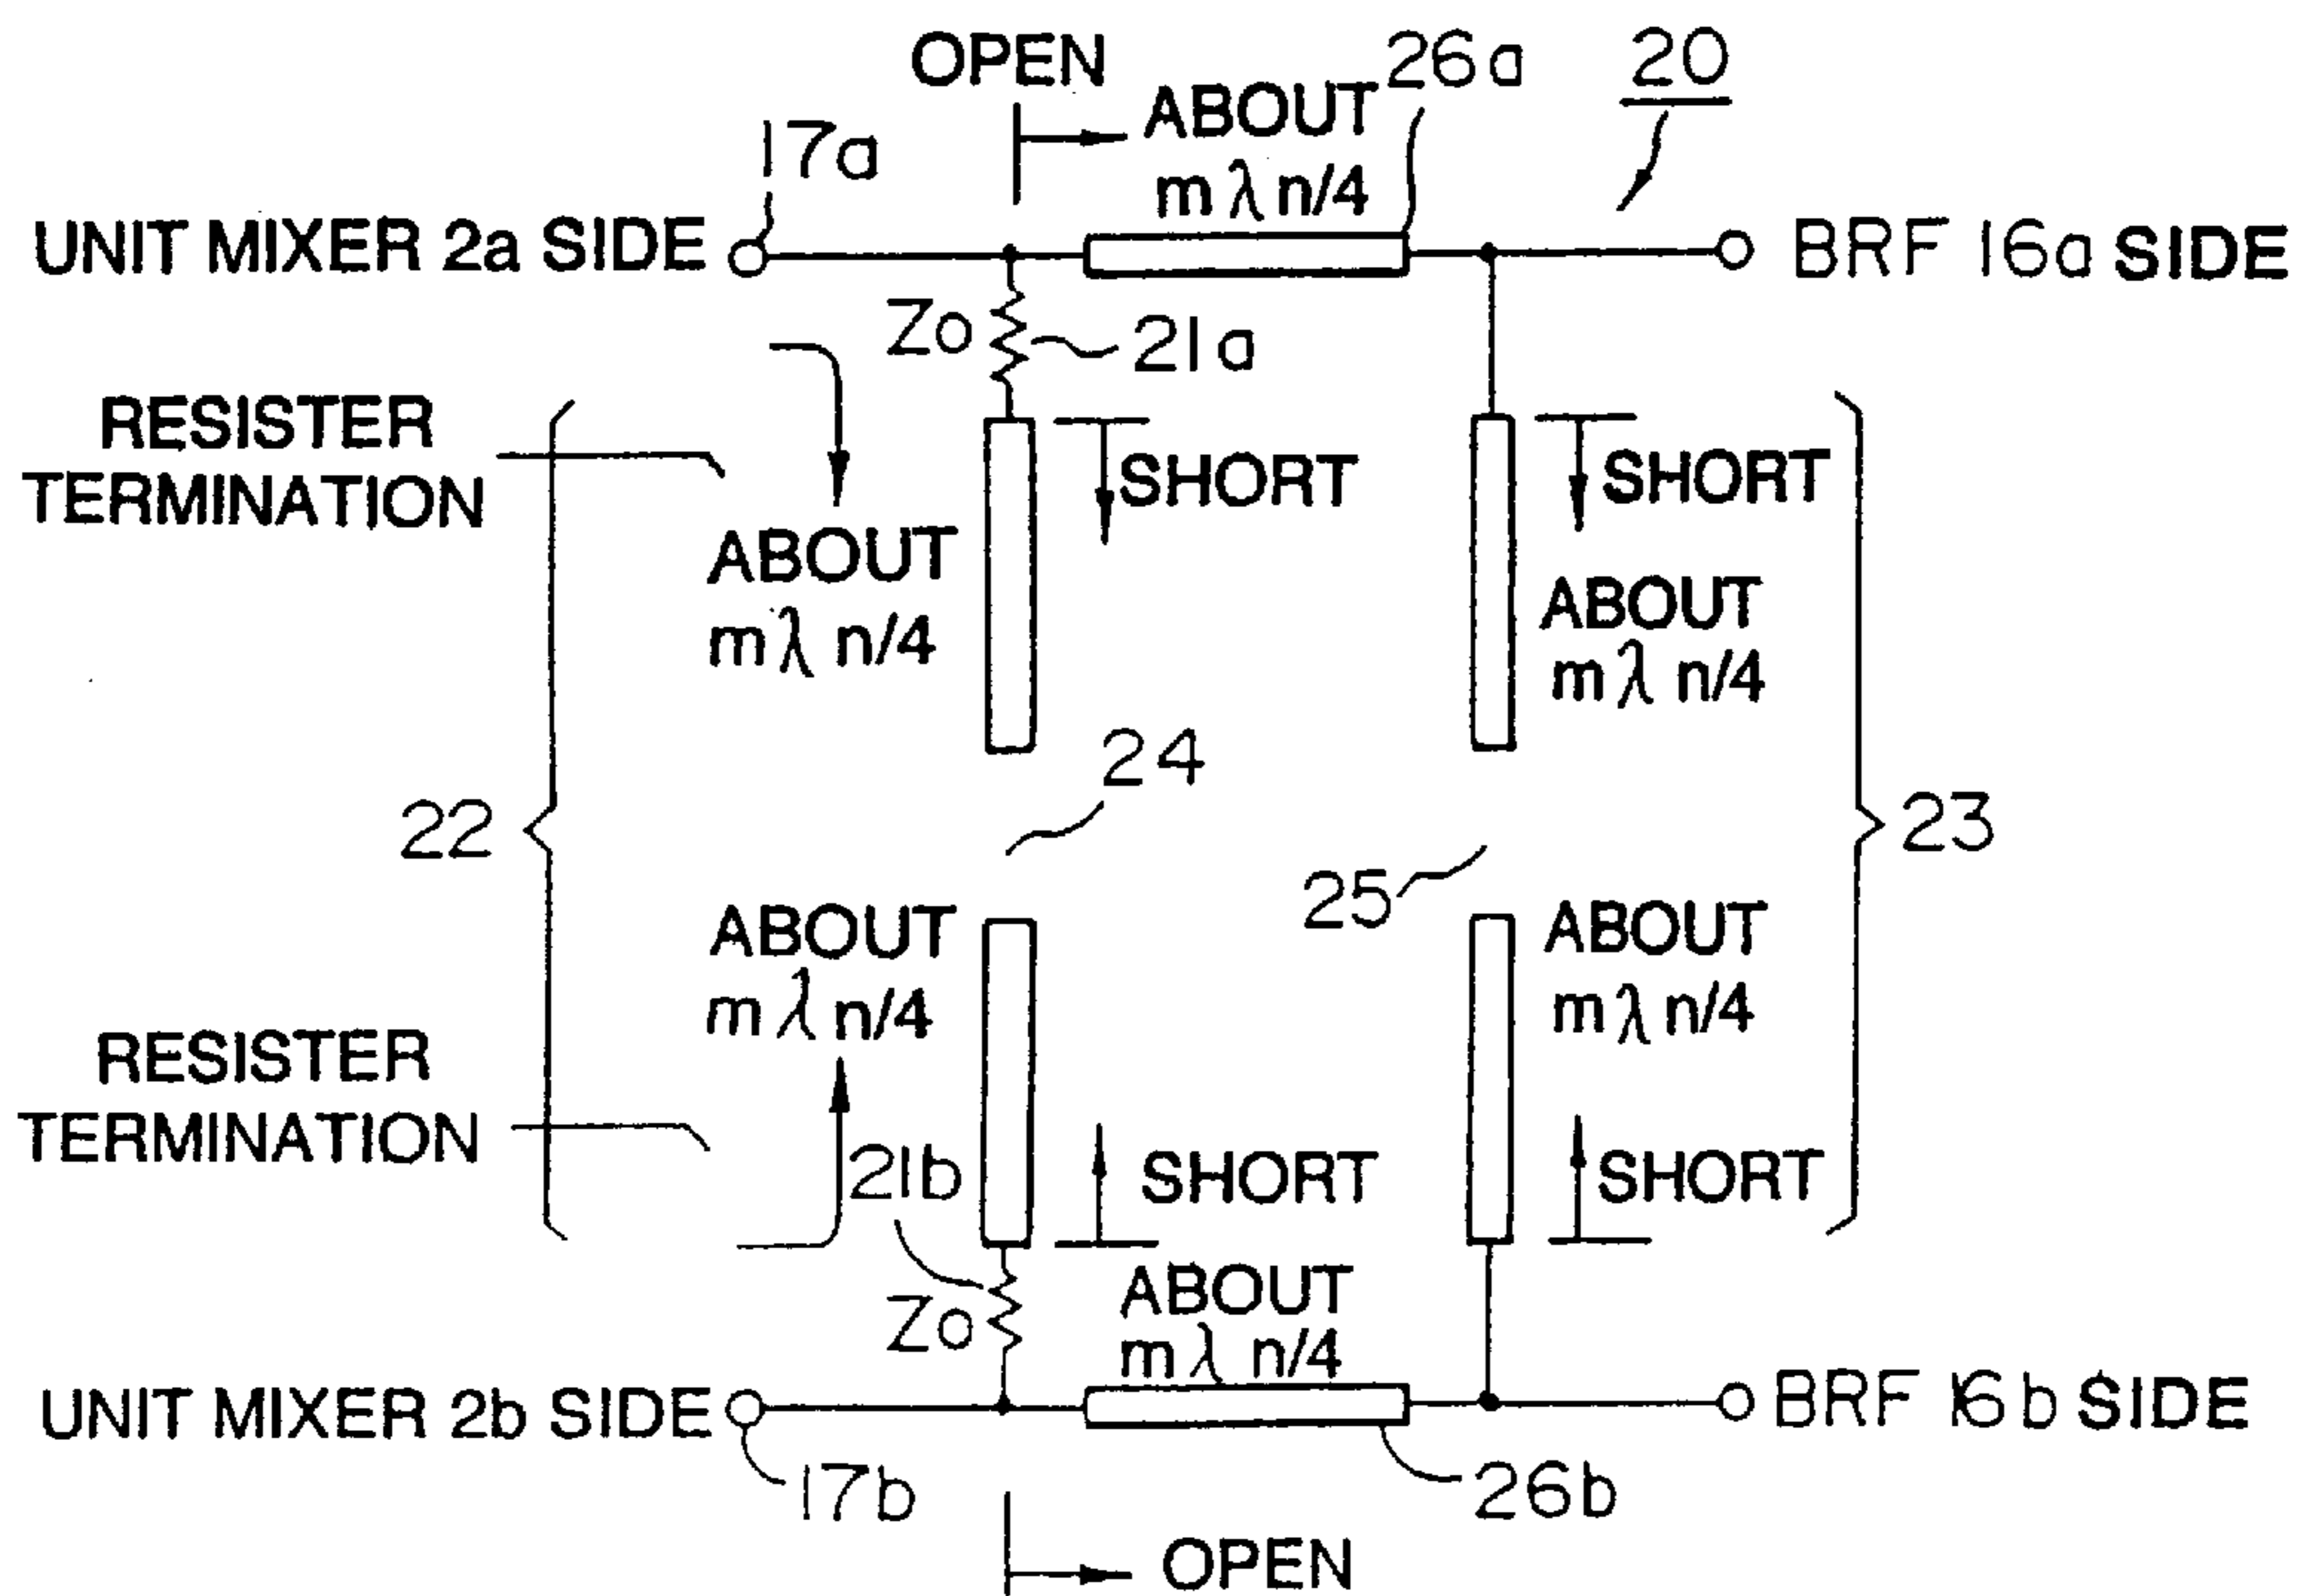 OPEN
26a
20
ABOUT
mλn/4
17a
UNIT MIXER 2a SIDE
BRF 16a SIDE
Zo
21a
RESISTER
TERMINATION
SHORT
SHORT
ABOUT
mλn/4
ABOUT
mλn/4
24
22
23
25
ABOUT
mλn/4
ABOUT
mλn/4
RESISTER
TERMINATION
21b
SHORT
SHORT
Zo
ABOUT
mλn/4
UNIT MIXER 2b SIDE
BRF 16b SIDE
17b
26b
OPEN